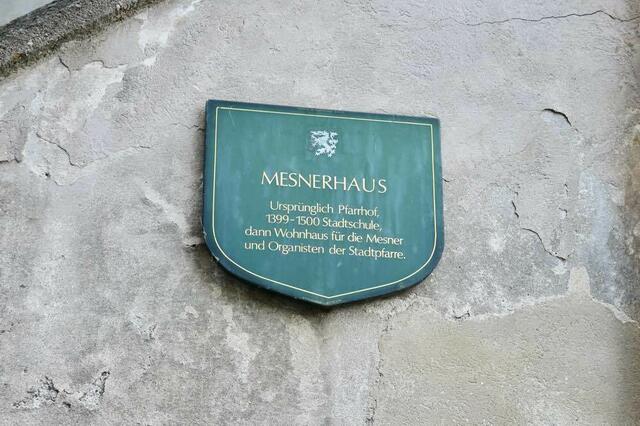 MESNERHAUS
Ursprünglich Pfarrhof,
1399-1500 Stadtschule,
dann Wohnhaus für die Mesner
und Organisten der Stadtpfarre.